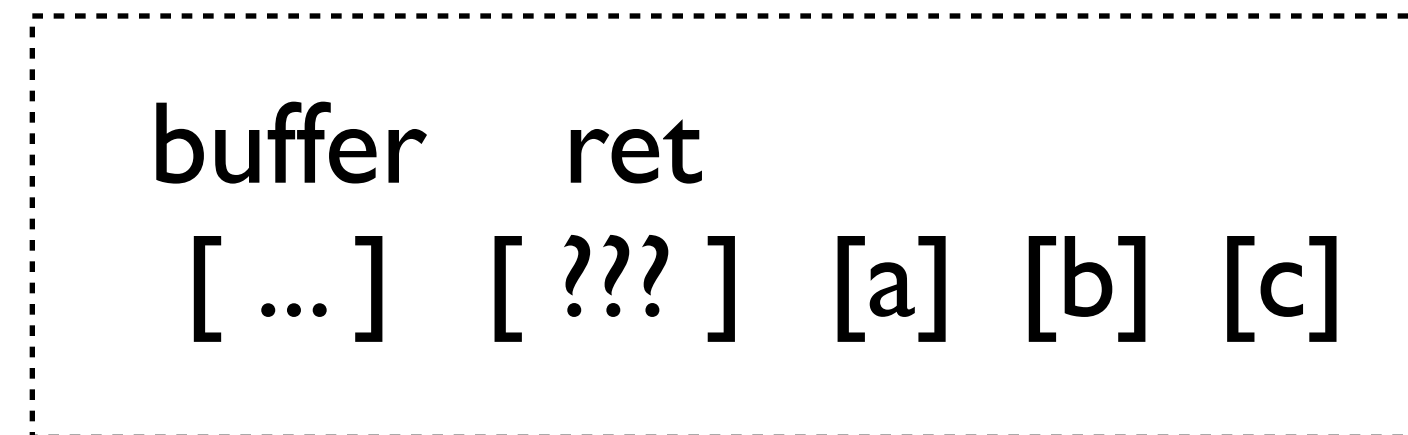 buffer ret
[ ... ] [ ??? ] [a] [b] [c]